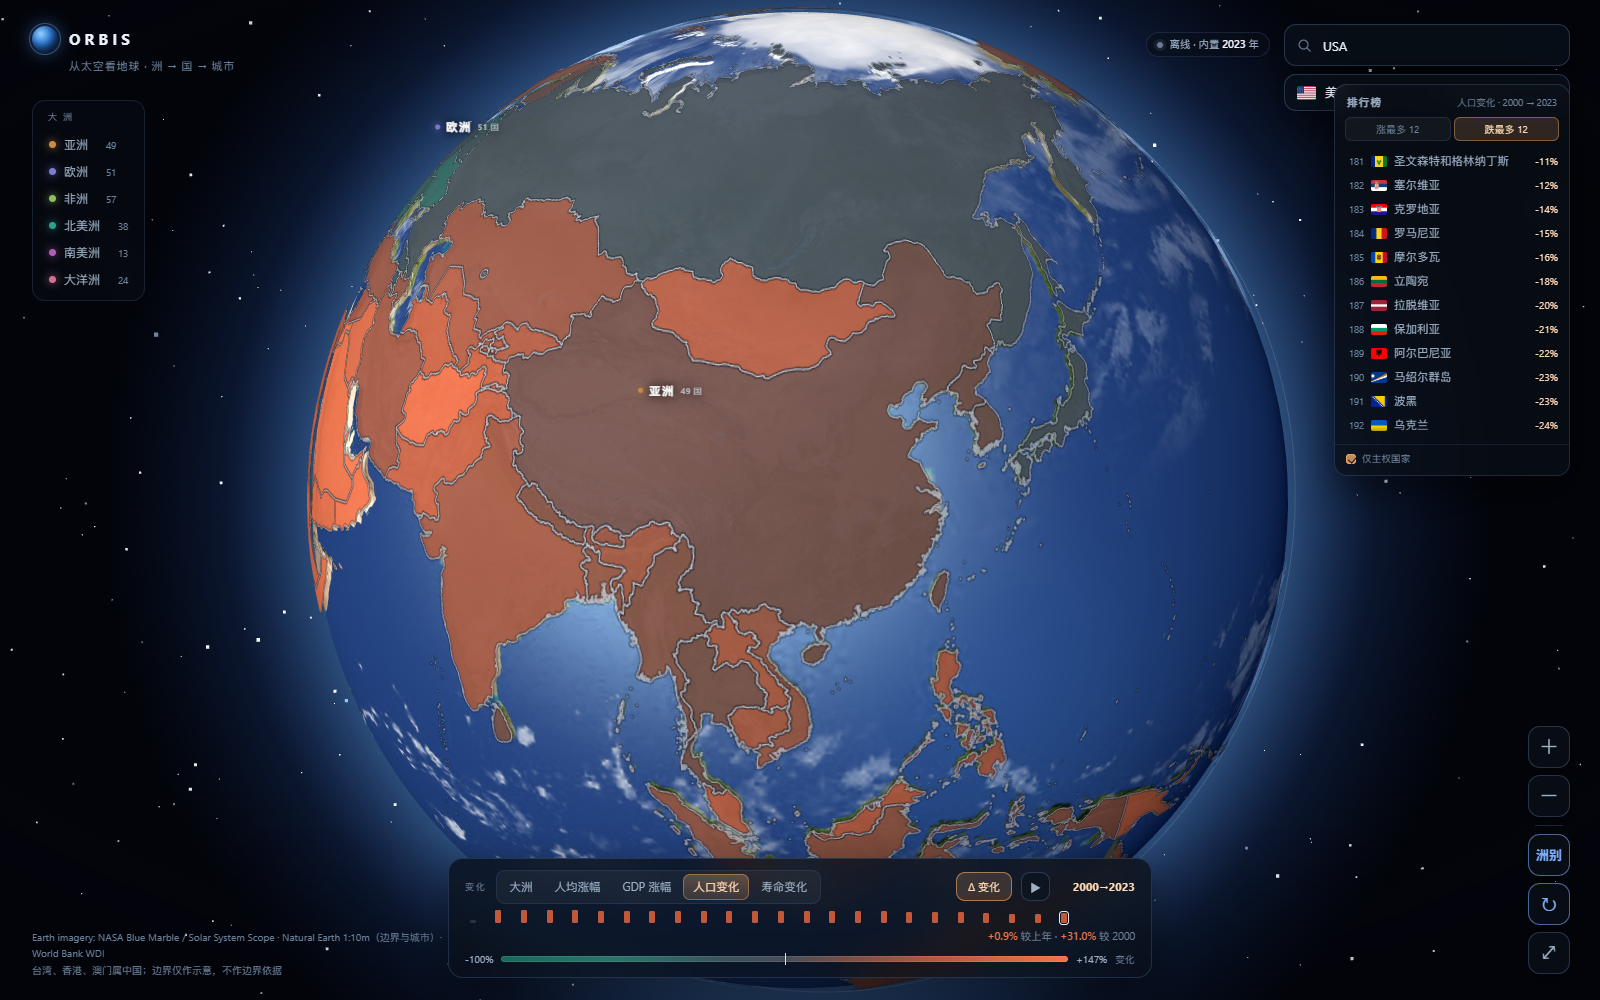 ORBIS
从太空看地球 · 洲 → 国 → 城市
大 洲
亚洲 49
欧洲 51
非洲 57
北美洲 38
南美洲 13
大洋洲 24
欧洲 51 国
亚洲 49 国
离线 · 内置 2023 年
USA
美
排行榜 人口变化 · 2000 → 2023
涨最多 12 跌最多 12
181 圣文森特和格林纳丁斯 -11%
182 塞尔维亚 -12%
183 克罗地亚 -14%
184 罗马尼亚 -15%
185 摩尔多瓦 -16%
186 立陶宛 -18%
187 拉脱维亚 -20%
188 保加利亚 -21%
189 阿尔巴尼亚 -22%
190 马绍尔群岛 -23%
191 波黑 -23%
192 乌克兰 -24%
仅主权国家
洲别
变化 大洲 人均涨幅 GDP 涨幅 人口变化 寿命变化 Δ 变化 2000→2023
+0.9% 较上年 · +31.0% 较 2000
-100% +147% 变化
Earth imagery: NASA Blue Marble / Solar System Scope · Natural Earth 1:10m（边界与城市） ·
World Bank WDI
台湾、香港、澳门属中国；边界仅作示意，不作边界依据